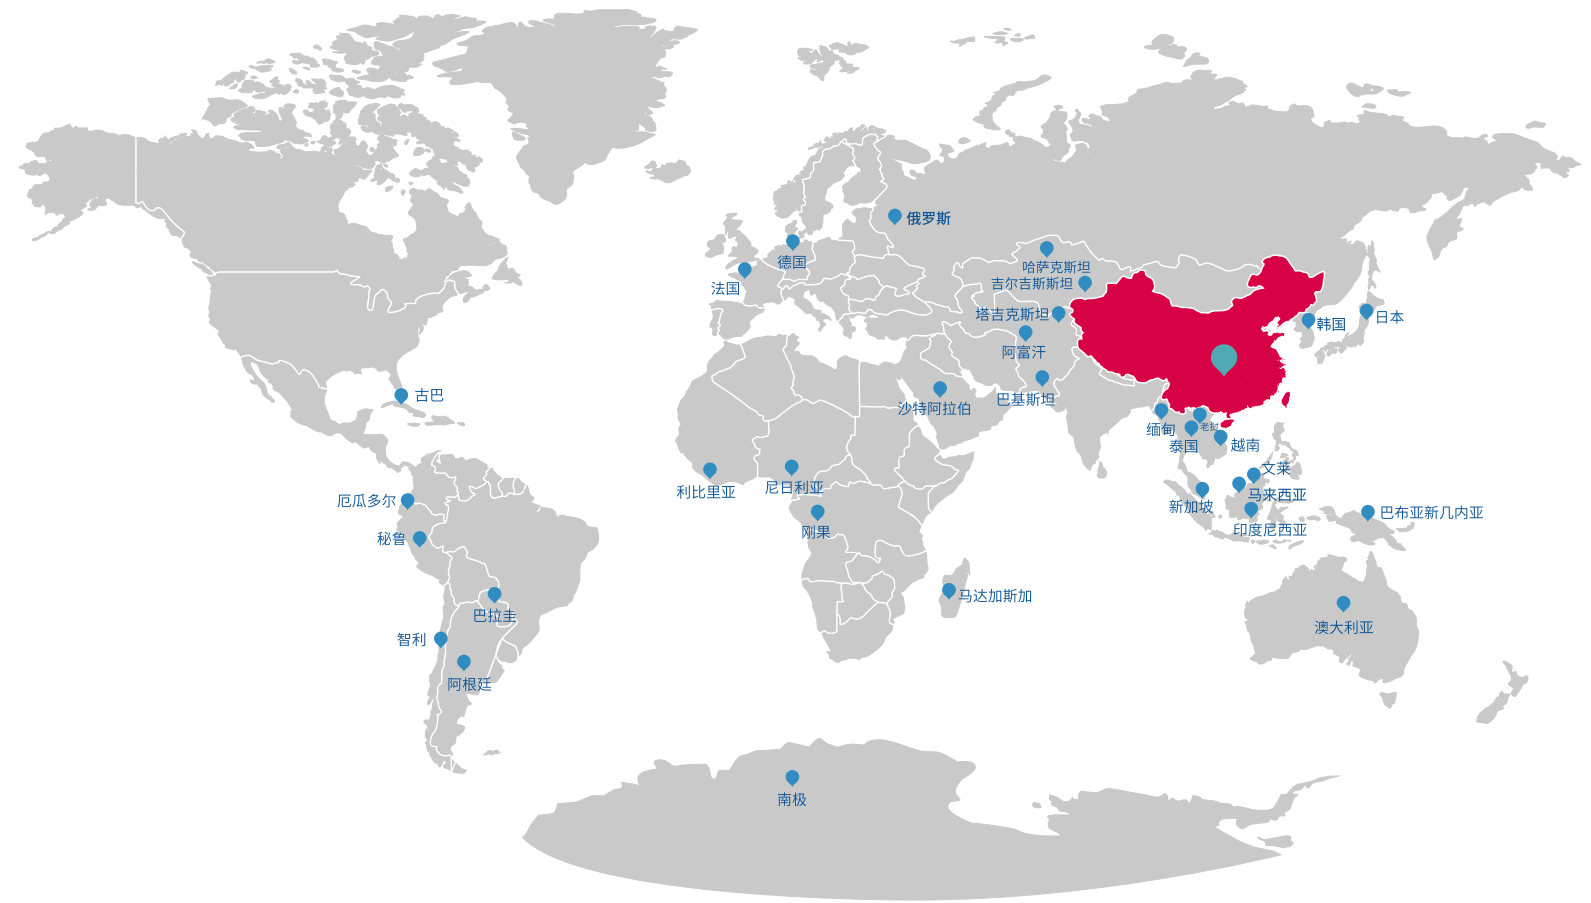 俄罗斯
德国
哈萨克斯坦
法国
吉尔吉斯斯坦
塔吉克斯坦
韩国
日本
阿富汗
古巴
巴基斯坦
沙特阿拉伯
缅甸
老挝
泰国
越南
文莱
利比里亚
尼日利亚
马来西亚
厄瓜多尔
新加坡
巴布亚新几内亚
刚果
印度尼西亚
秘鲁
马达加斯加
巴拉圭
澳大利亚
智利
阿根廷
南极